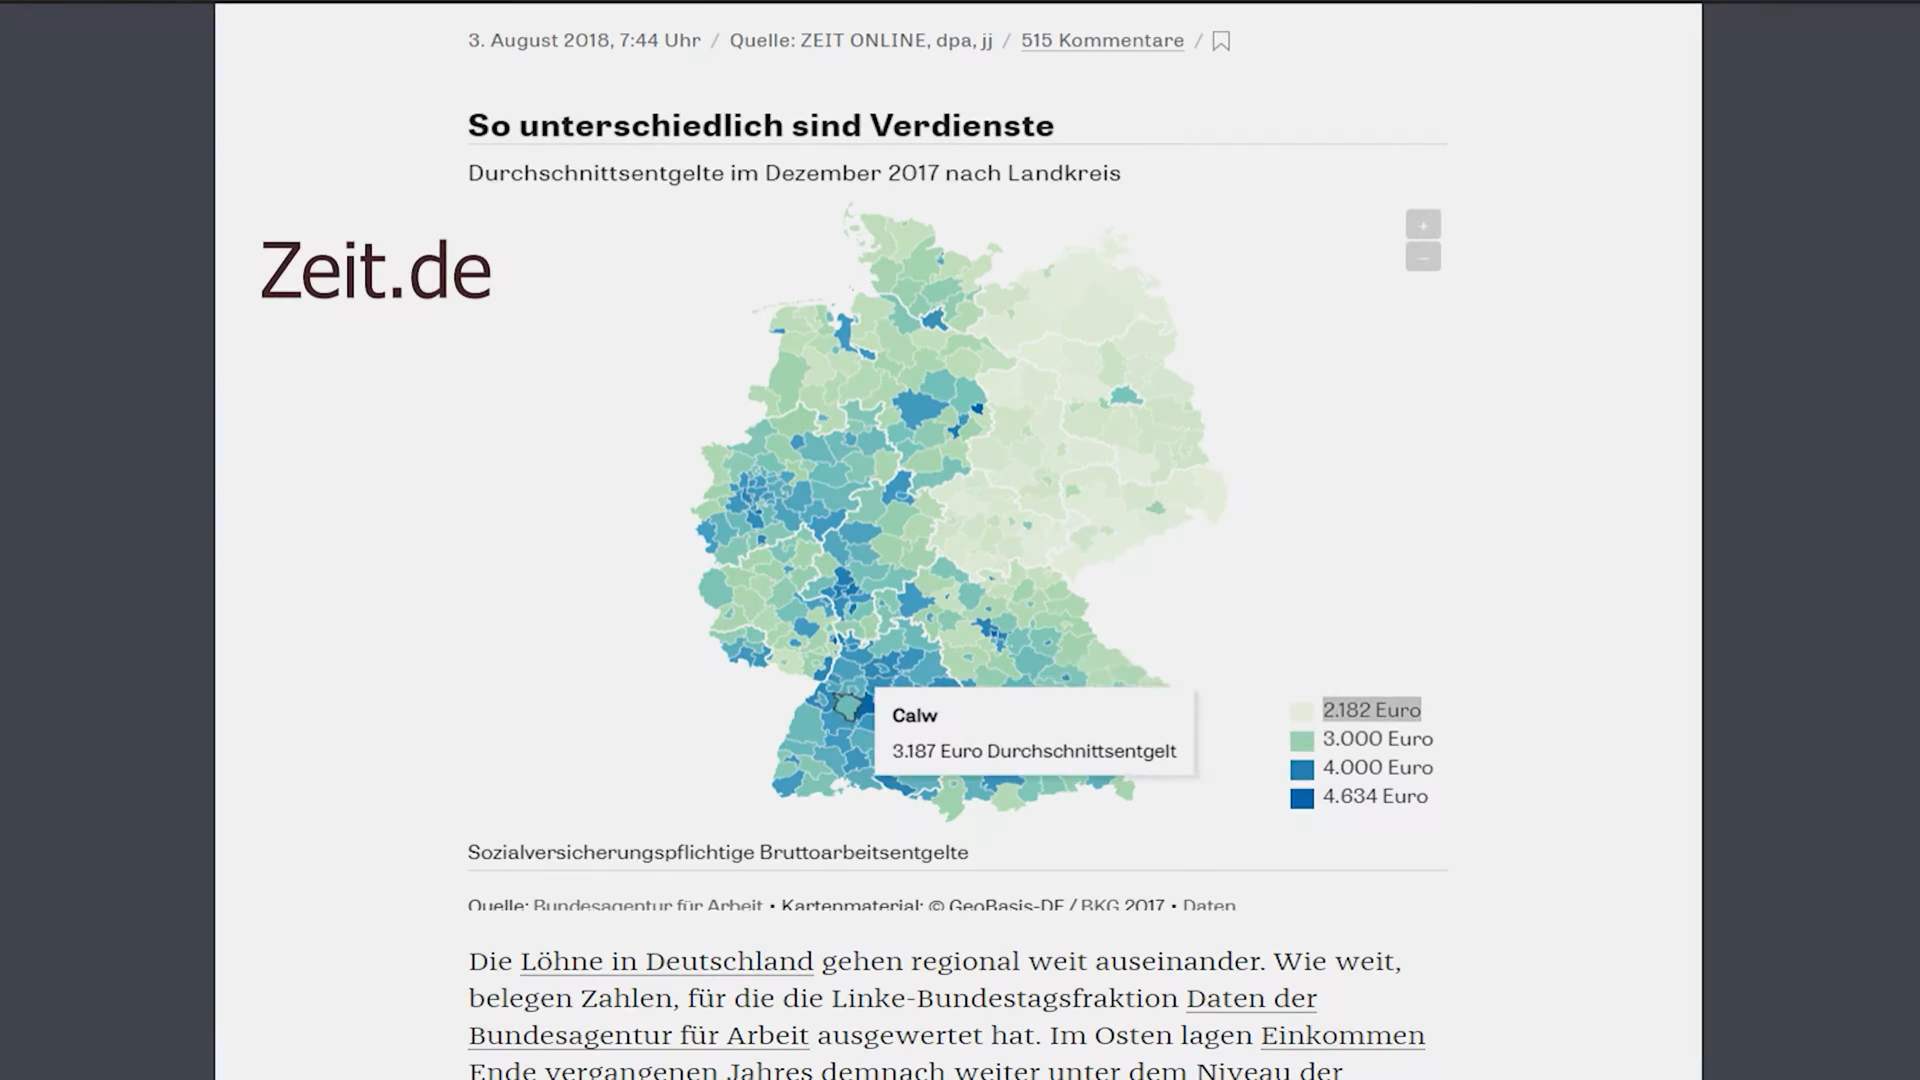 3. August 2018, 7:44 Uhr / Quelle: ZEIT ONLINE, dpa, jj / 515 Kommentare /
So unterschiedlich sind Verdienste
Durchschnittsentgelte im Dezember 2017 nach Landkreis
+
–
Zeit.de
Calw
3.187 Euro Durchschnittsentgelt
2.182 Euro
3.000 Euro
4.000 Euro
4.634 Euro
Sozialversicherungspflichtige Bruttoarbeitsentgelte
Quelle: Bundesagentur für Arbeit • Kartenmaterial: © GeoBasis-DE / BKG 2017 • Daten
Die Löhne in Deutschland gehen regional weit auseinander. Wie weit,
belegen Zahlen, für die die Linke-Bundestagsfraktion Daten der
Bundesagentur für Arbeit ausgewertet hat. Im Osten lagen Einkommen
Ende vergangenen Jahres demnach weiter unter dem Niveau der